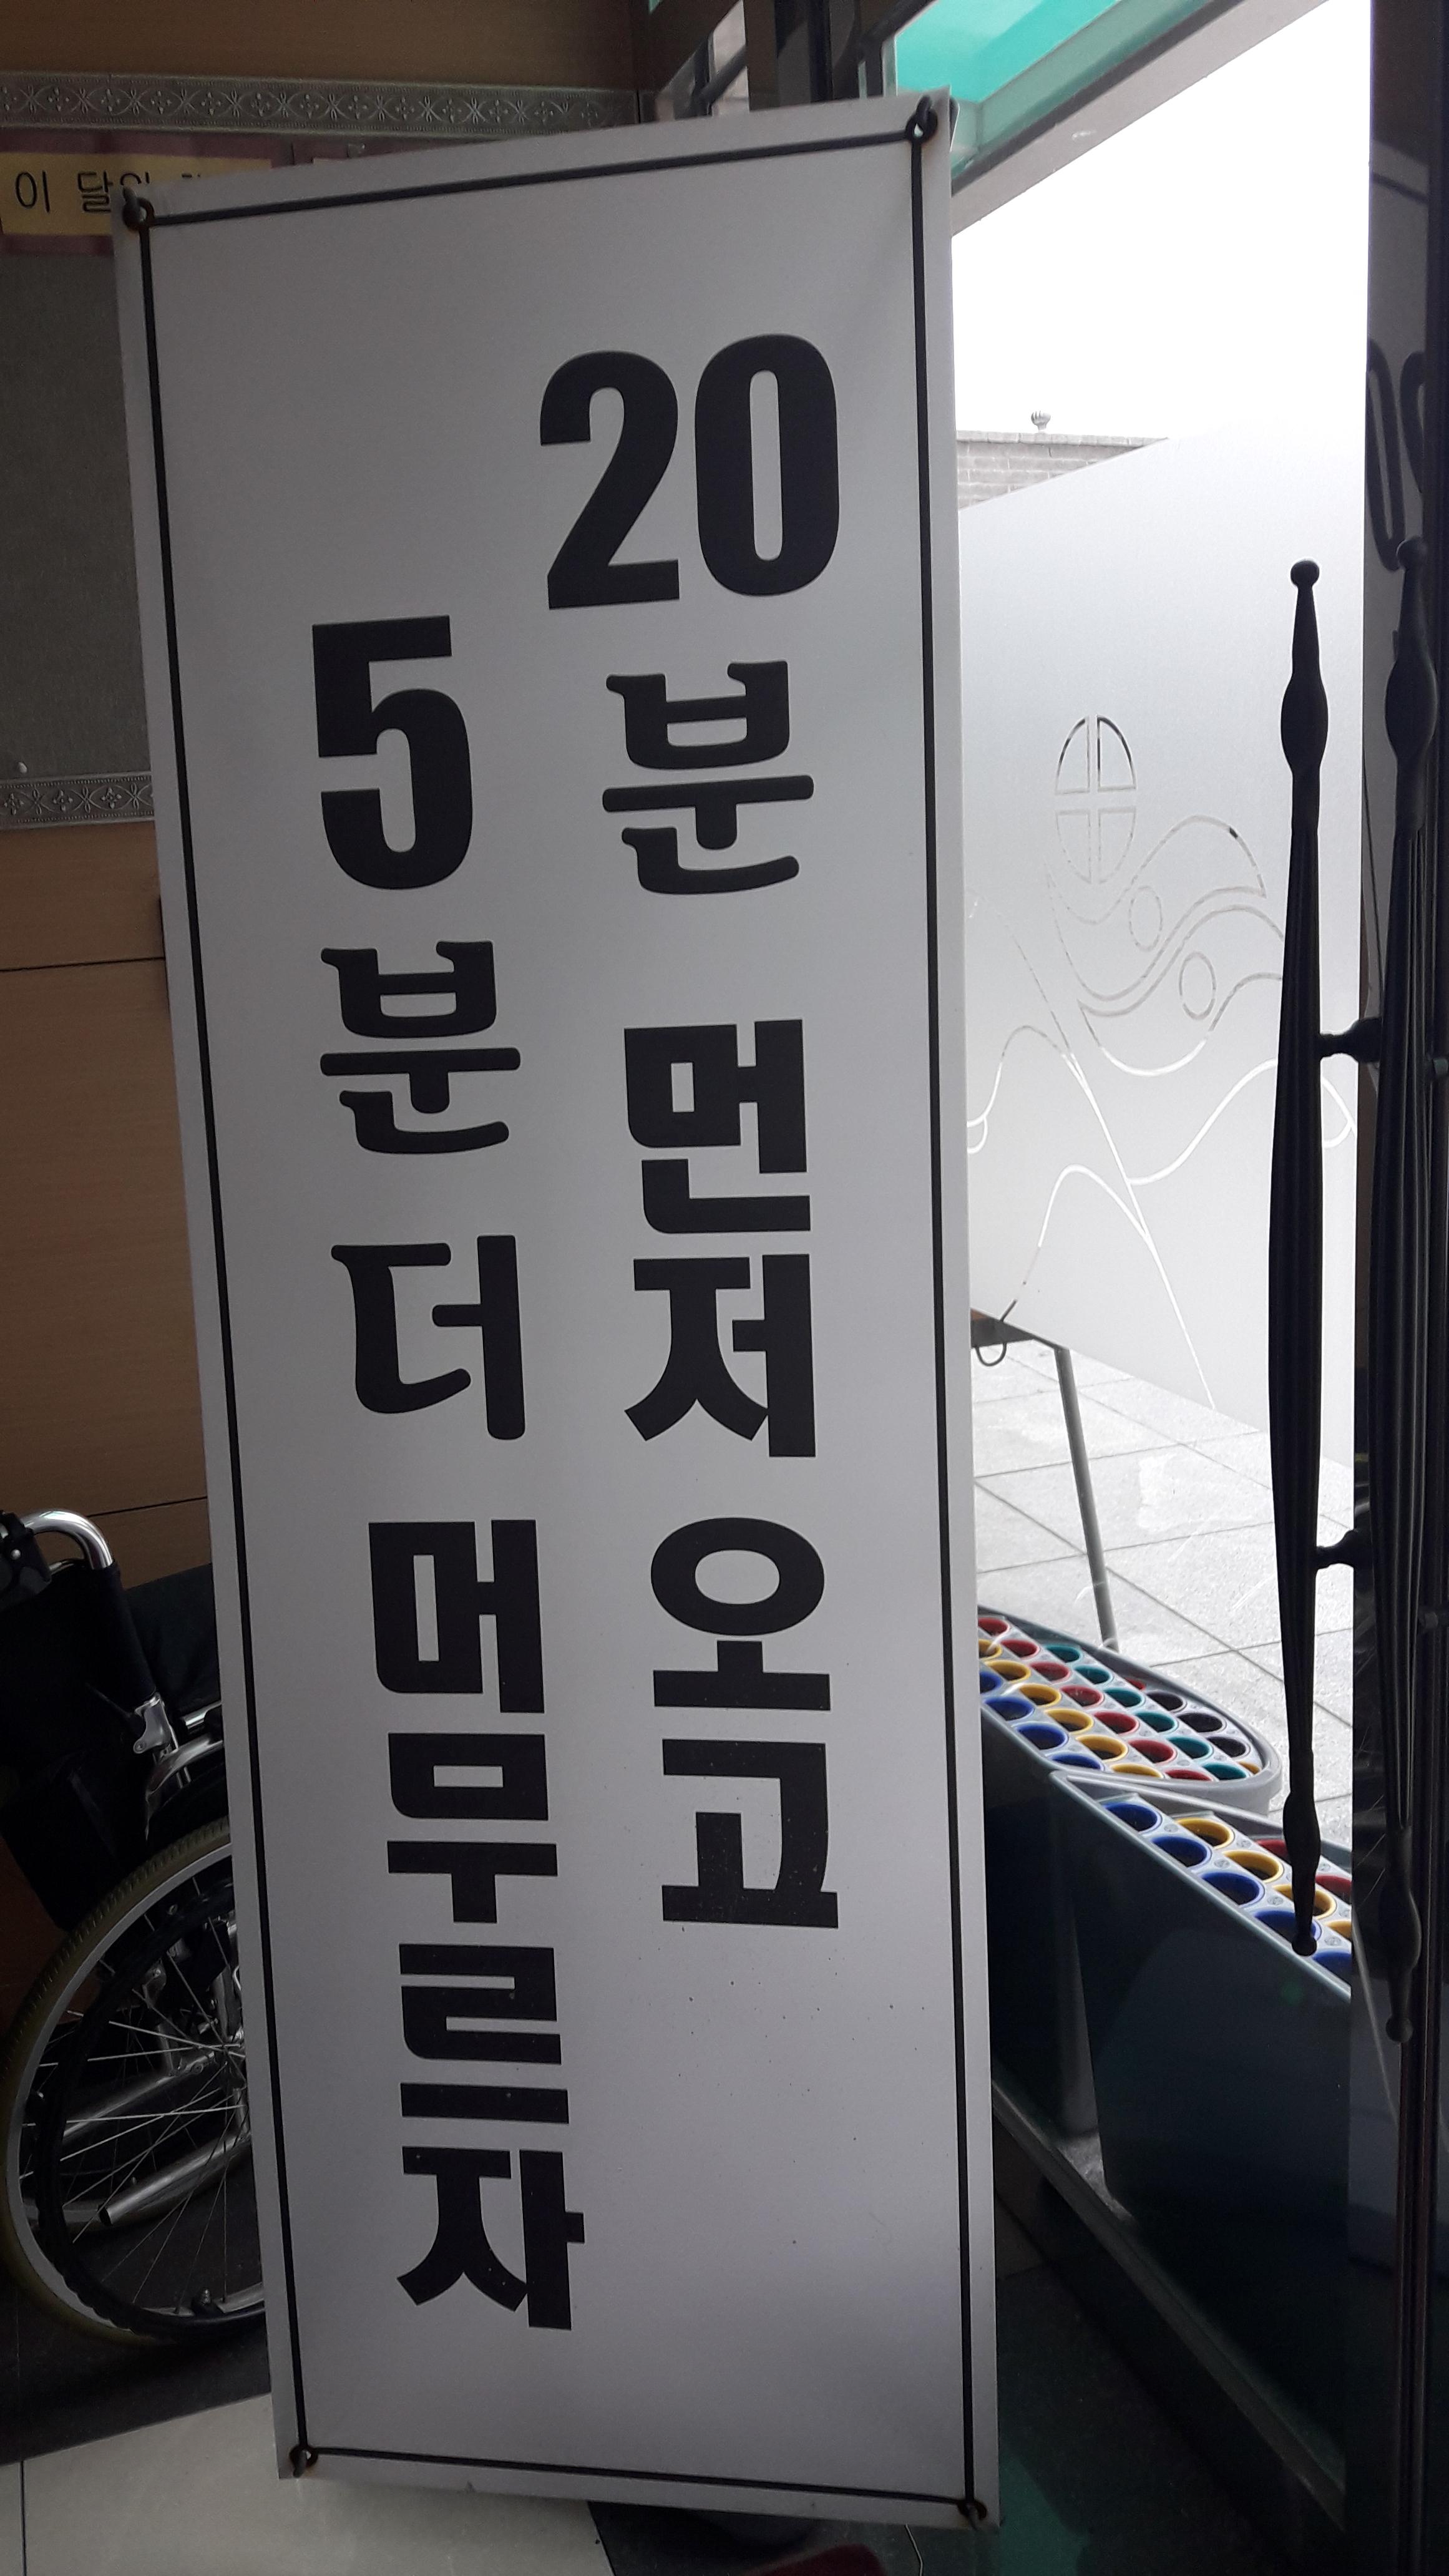 20분 먼저 오고
5분 더 머무르자
이 달의